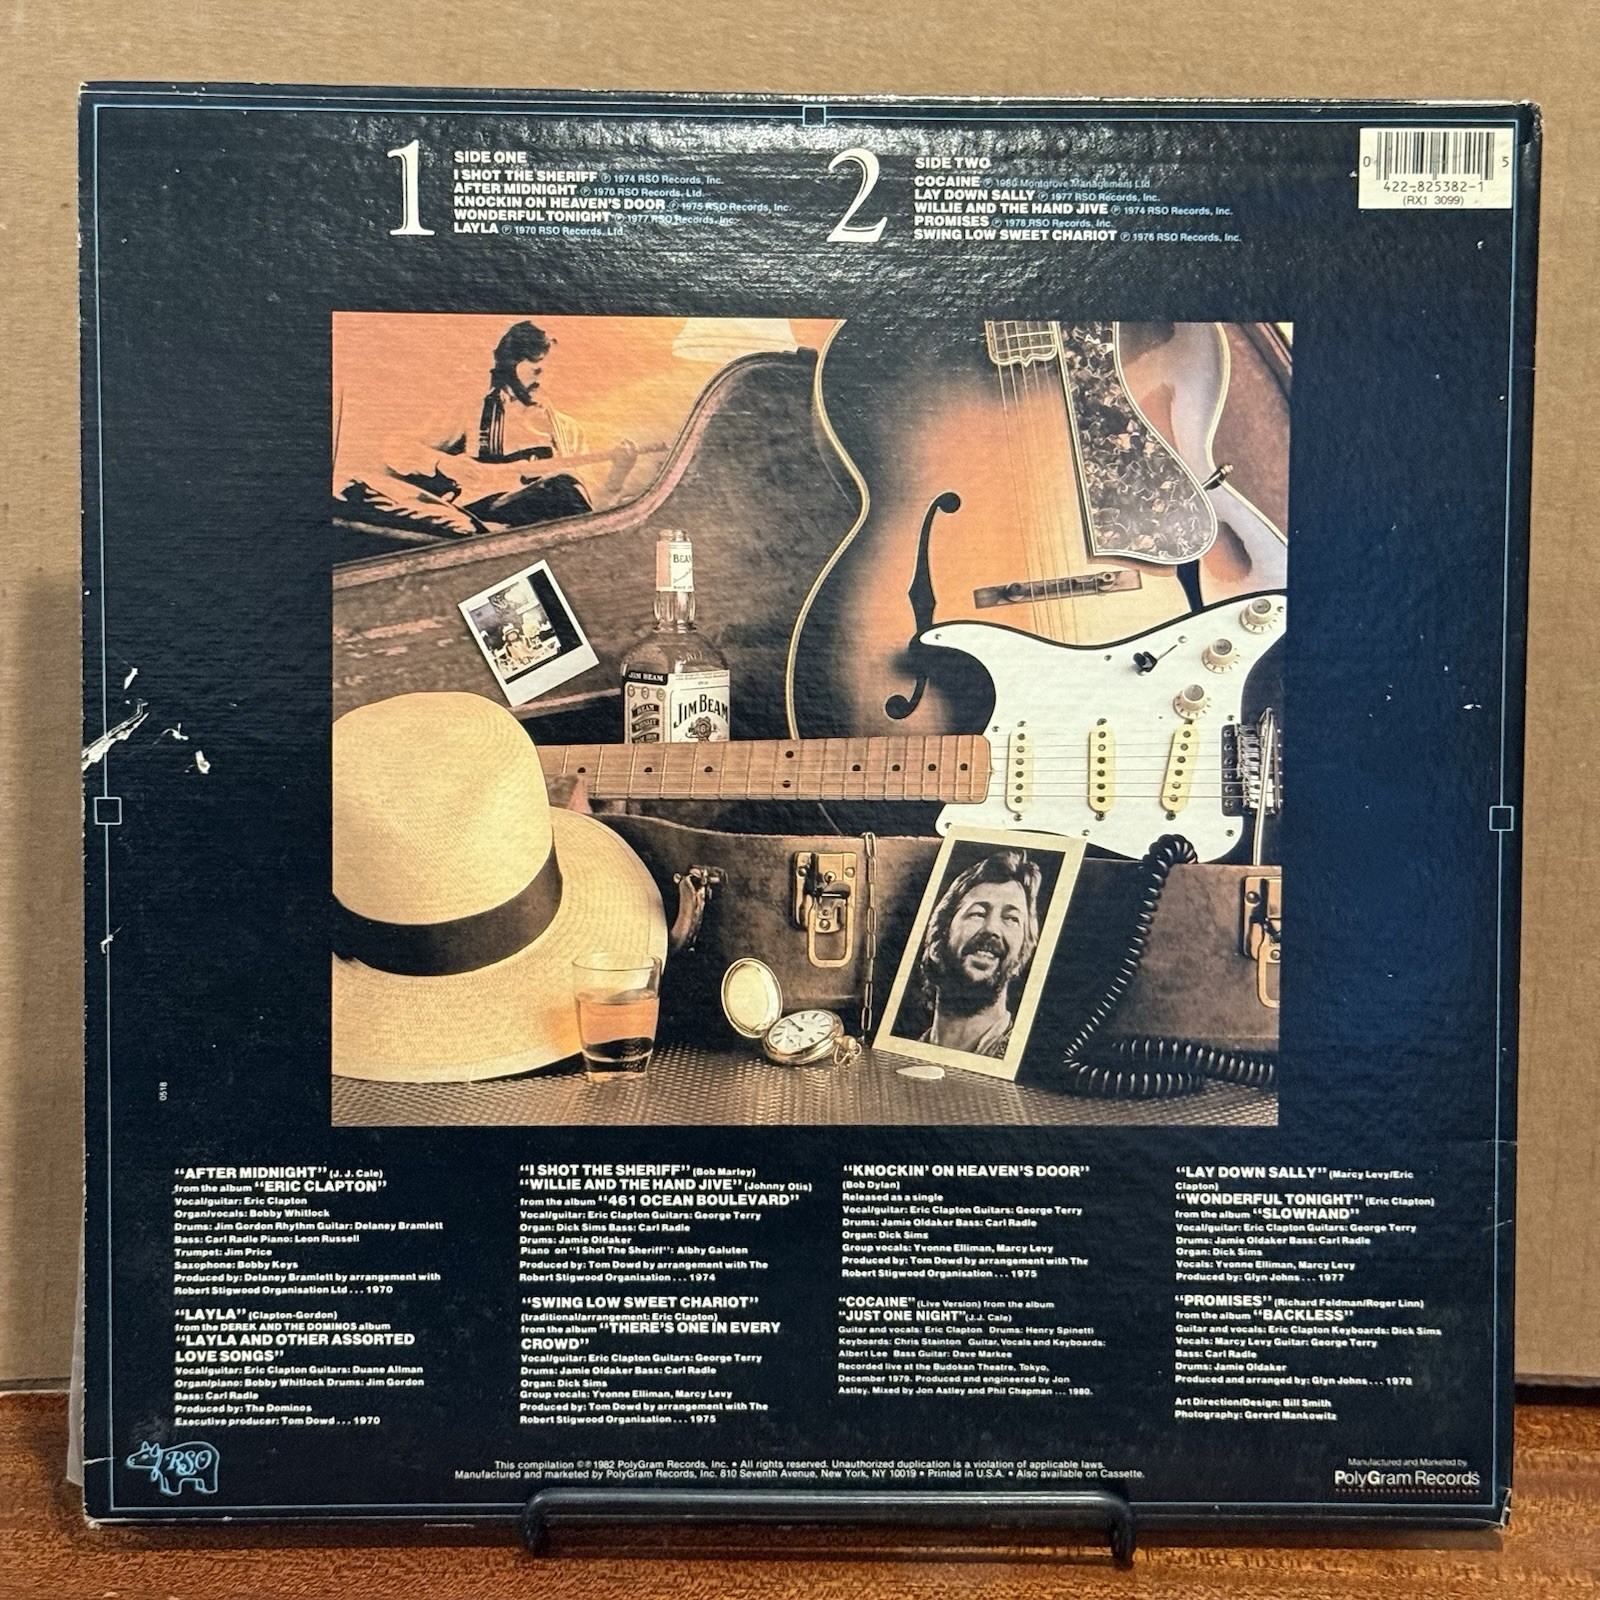 1
SIDE ONE
I SHOT THE SHERIFF Ⓟ 1974 RSO Records, Inc.
AFTER MIDNIGHT Ⓟ 1970 RSO Records, Ltd.
KNOCKIN ON HEAVEN'S DOOR Ⓟ 1975 RSO Records, Inc.
WONDERFUL TONIGHT Ⓟ 1977 RSO Records, Inc.
LAYLA Ⓟ 1970 RSO Records, Ltd.
2
SIDE TWO
COCAINE Ⓟ 1980 Montgrove Management Ltd.
LAY DOWN SALLY Ⓟ 1977 RSO Records, Inc.
WILLIE AND THE HAND JIVE Ⓟ 1974 RSO Records, Inc.
PROMISES Ⓟ 1978 RSO Records, Inc.
SWING LOW SWEET CHARIOT Ⓟ 1975 RSO Records, Inc.
0 5
422-825382-1
(RX1 3099)
BEAM
JIM BEAM
JIM BEAM
0518
"AFTER MIDNIGHT" (J. J. Cale)
from the album "ERIC CLAPTON"
Vocal/guitar: Eric Clapton
Organ/vocals: Bobby Whitlock
Drums: Jim Gordon Rhythm Guitar: Delaney Bramlett
Bass: Carl Radle Piano: Leon Russell
Trumpet: Jim Price
Saxophone: Bobby Keys
Produced by: Delaney Bramlett by arrangement with
Robert Stigwood Organisation Ltd ... 1970
"LAYLA" (Clapton-Gordon)
from the DEREK AND THE DOMINOS album
"LAYLA AND OTHER ASSORTED
LOVE SONGS"
Vocal/guitar: Eric Clapton Guitars: Duane Allman
Organ/piano: Bobby Whitlock Drums: Jim Gordon
Bass: Carl Radle
Produced by: The Dominos
Executive producer: Tom Dowd ... 1970
"I SHOT THE SHERIFF" (Bob Marley)
"WILLIE AND THE HAND JIVE" (Johnny Otis)
from the album "461 OCEAN BOULEVARD"
Vocal/guitar: Eric Clapton Guitars: George Terry
Organ: Dick Sims Bass: Carl Radle
Drums: Jamie Oldaker
Piano on "I Shot The Sheriff": Albhy Galuten
Produced by: Tom Dowd by arrangement with The
Robert Stigwood Organisation ... 1974
"SWING LOW SWEET CHARIOT"
(traditional/arrangement: Eric Clapton)
from the album "THERE'S ONE IN EVERY
CROWD"
Vocal/guitar: Eric Clapton Guitars: George Terry
Drums: Jamie Oldaker Bass: Carl Radle
Organ: Dick Sims
Group vocals: Yvonne Elliman, Marcy Levy
Produced by: Tom Dowd by arrangement with The
Robert Stigwood Organisation ... 1975
"KNOCKIN' ON HEAVEN'S DOOR"
(Bob Dylan)
Released as a single
Vocal/guitar: Eric Clapton Guitars: George Terry
Drums: Jamie Oldaker Bass: Carl Radle
Organ: Dick Sims
Group vocals: Yvonne Elliman, Marcy Levy
Produced by: Tom Dowd by arrangement with The
Robert Stigwood Organisation ... 1975
"COCAINE" (Live Version) from the album
"JUST ONE NIGHT" (J.J. Cale)
Guitar and vocals: Eric Clapton Drums: Henry Spinetti
Keyboards: Chris Stainton Guitar, Vocals and Keyboards:
Albert Lee Bass Guitar: Dave Markee
Recorded live at the Budokan Theatre, Tokyo,
December 1979. Produced and engineered by Jon
Astley. Mixed by Jon Astley and Phil Chapman ... 1980.
"LAY DOWN SALLY" (Marcy Levy/Eric
Clapton)
"WONDERFUL TONIGHT" (Eric Clapton)
from the album "SLOWHAND"
Vocal/guitar: Eric Clapton Guitars: George Terry
Drums: Jamie Oldaker Bass: Carl Radle
Organ: Dick Sims
Vocals: Yvonne Elliman, Marcy Levy
Produced by: Glyn Johns ... 1977
"PROMISES" (Richard Feldman/Roger Linn)
from the album "BACKLESS"
Guitar and vocals: Eric Clapton Keyboards: Dick Sims
Vocals: Marcy Levy Guitar: George Terry
Bass: Carl Radle
Drums: Jamie Oldaker
Produced and arranged by: Glyn Johns ... 1978
Art Direction/Design: Bill Smith
Photography: Gererd Mankowitz
RSO
This compilation ©Ⓟ 1982 PolyGram Records, Inc. • All rights reserved. Unauthorized duplication is a violation of applicable laws.
Manufactured and marketed by PolyGram Records, Inc. 810 Seventh Avenue, New York, NY 10019 • Printed in U.S.A. • Also available on Cassette.
Manufactured and Marketed by
PolyGram Records